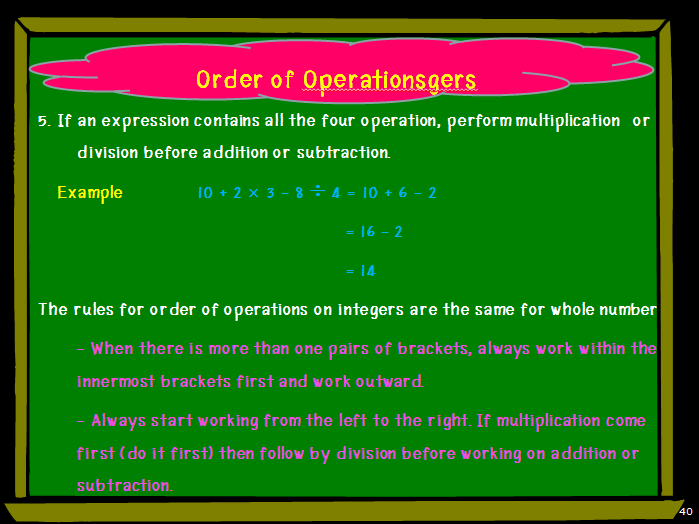 Order of Operationsgers
5. If an expression contains all the four operation, perform multiplication or
division before addition or subtraction.
Example 10 + 2 × 3 – 8 ÷ 4 = 10 + 6 – 2
= 16 – 2
= 14
The rules for order of operations on integers are the same for whole number
– When there is more than one pairs of brackets, always work within the
innermost brackets first and work outward.
– Always start working from the left to the right. If multiplication come
first (do it first) then follow by division before working on addition or
subtraction.
40